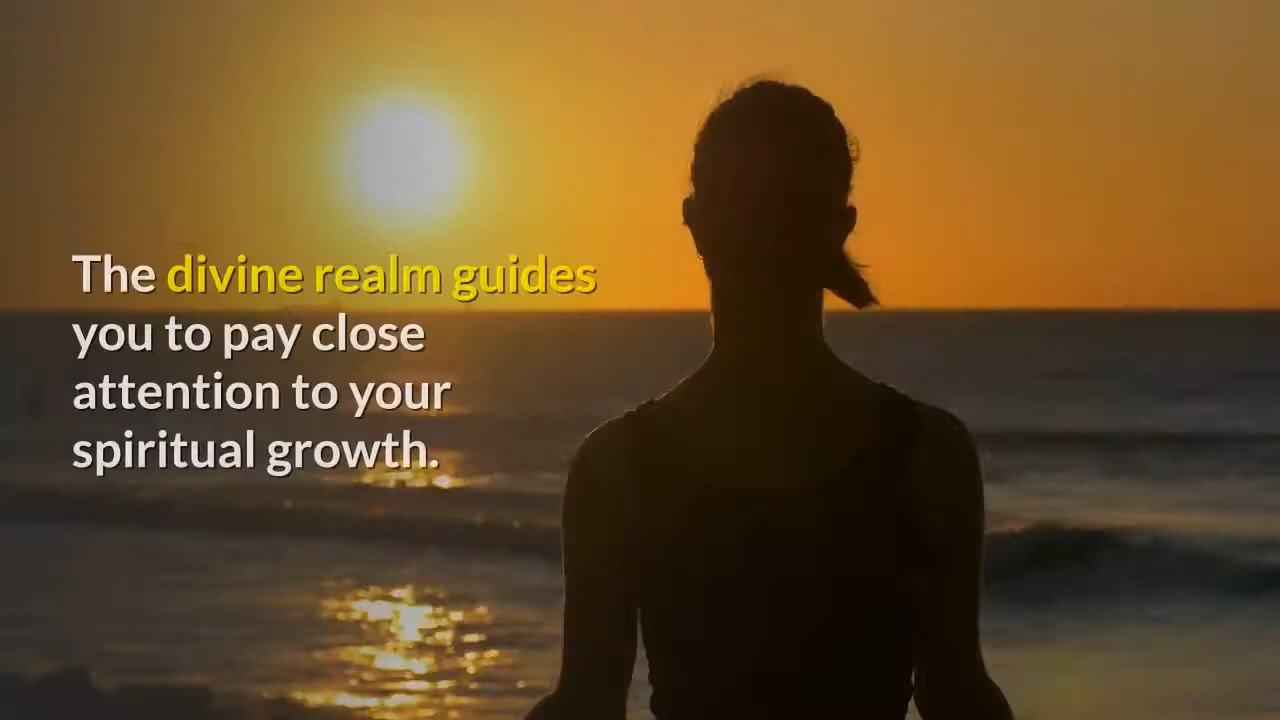 The divine realm guides
you to pay close
attention to your
spiritual growth.